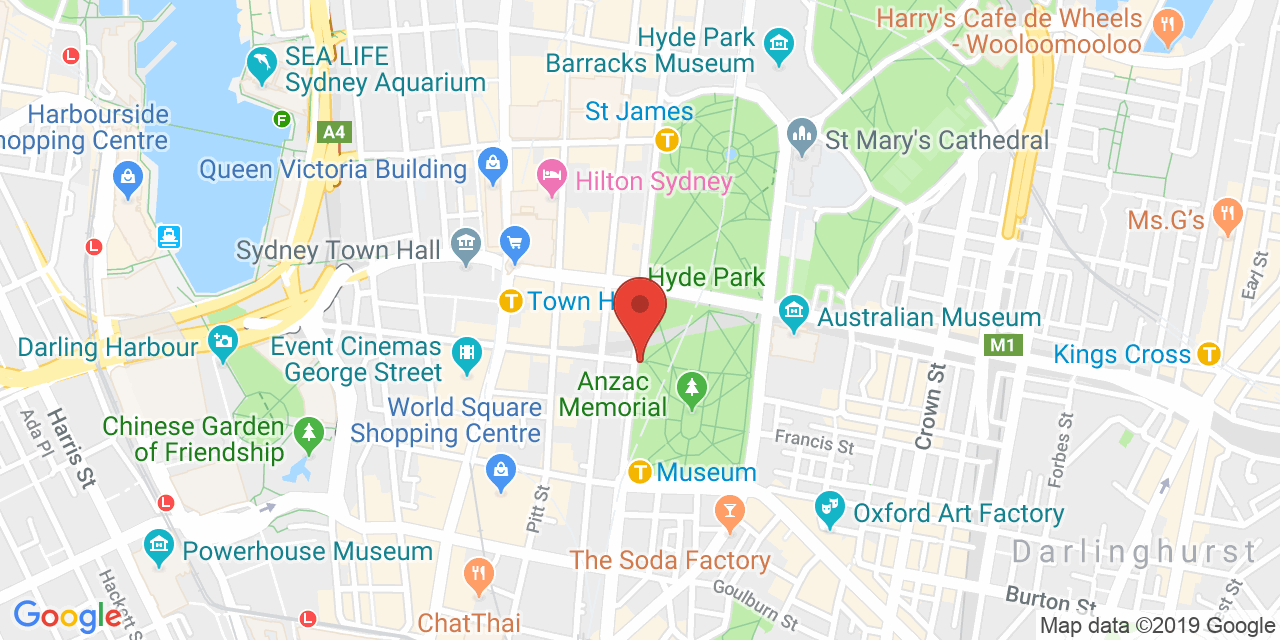 Harry's Cafe de Wheels
- Wooloomooloo
Hyde Park
Barracks Museum
SEA LIFE
Sydney Aquarium
L
Harbourside
hopping Centre
F
A4
St James
T
St Mary's Cathedral
Queen Victoria Building
Hilton Sydney
Ms.G's
L
Sydney Town Hall
Earl St
Hyde Park
T
Town H
Australian Museum
Darling Harbour
Event Cinemas
George Street
M1
Kings Cross
T
Anzac
Memorial
World Square
Shopping Centre
Crown St
Harris St
Ada Pl
Chinese Garden
of Friendship
Francis St
Forbes St
T
Museum
L
Pitt St
Oxford Art Factory
Powerhouse Museum
The Soda Factory
Darlinghurst
Hackett St
Goulburn St
Burton St
est St
Google
L
ChatThai
Map data ©2019 Google